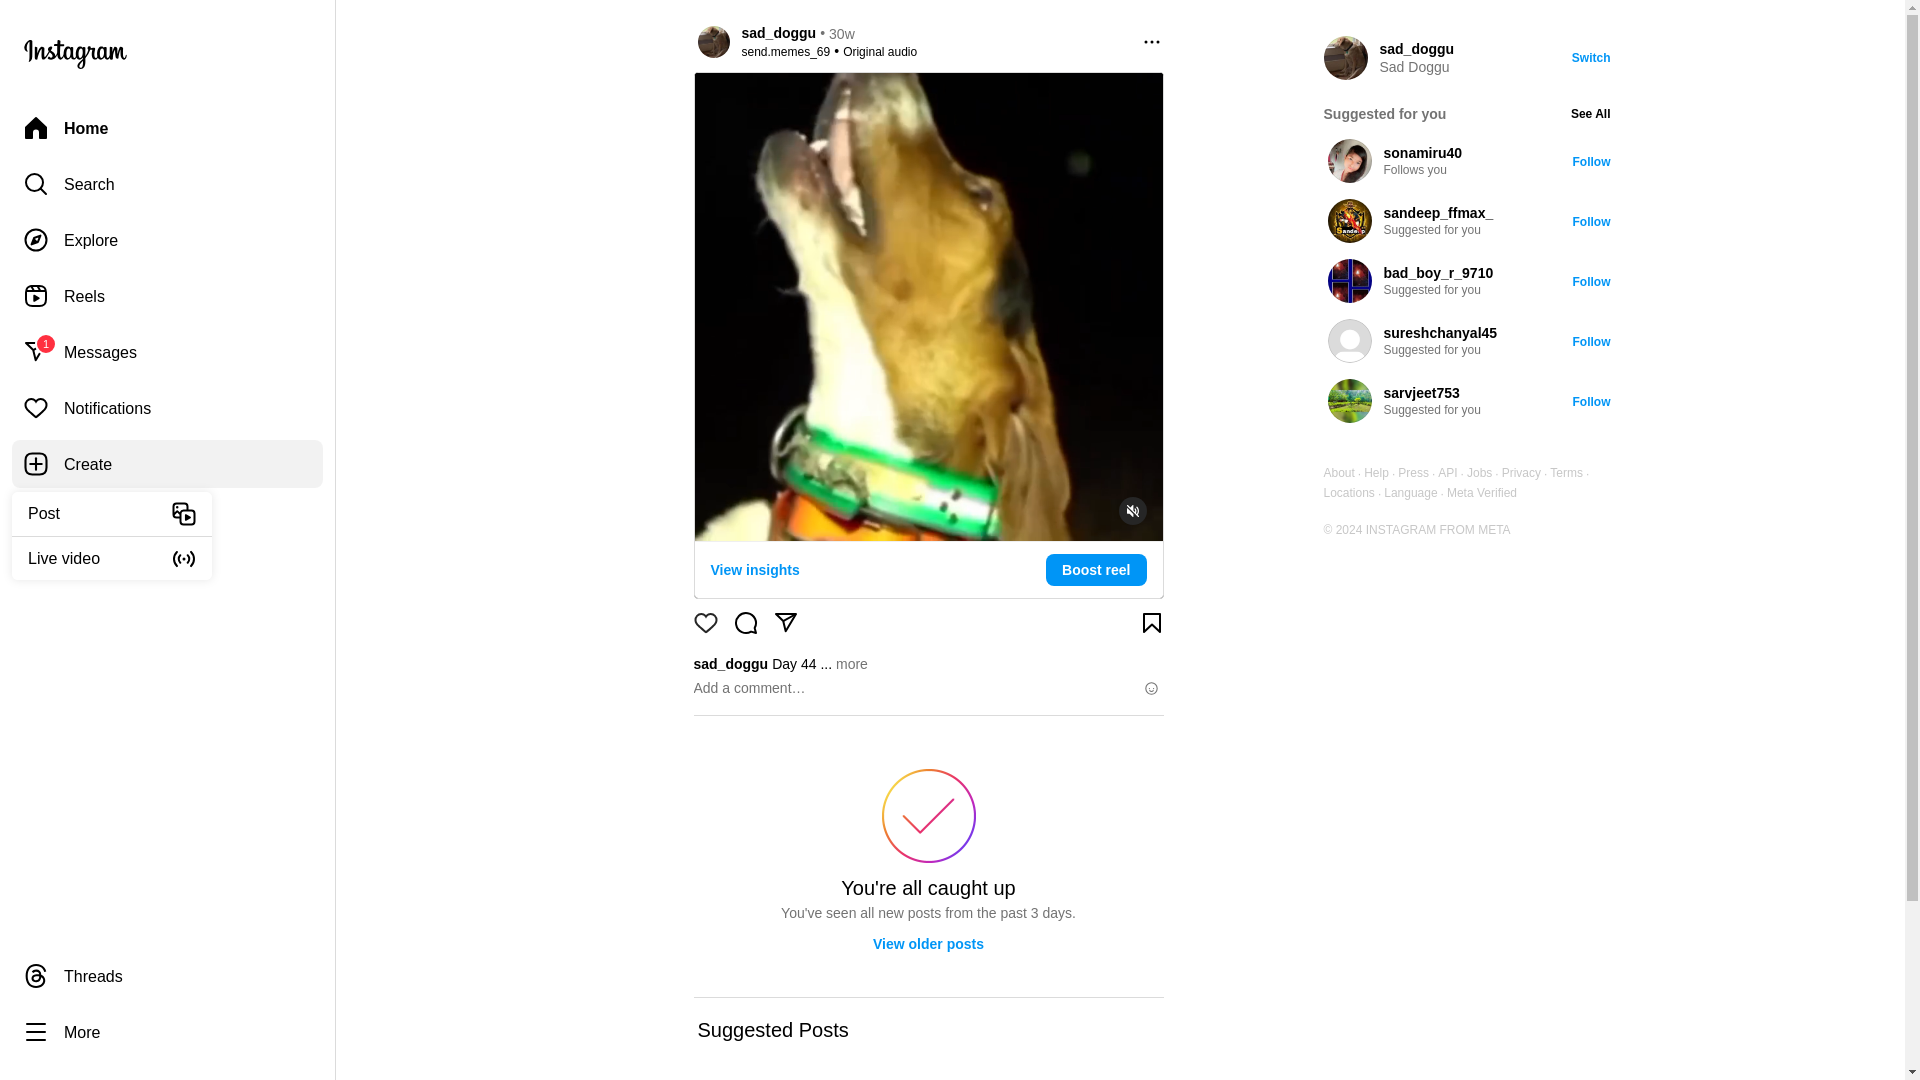 Instagram
Home
Search
Explore
Reels
1
Messages
Notifications
Create
Post
Live video
Threads
More
sad_doggu • 30w
send.memes_69 • Original audio
View insights
Boost reel
sad_doggu Day 44 ... more
Add a comment…
You're all caught up
You've seen all new posts from the past 3 days.
View older posts
Suggested Posts
sad_doggu
Sad Doggu
Switch
Suggested for you
See All
sonamiru40
Follows you
Follow
Sandeep
sandeep_ffmax_
Suggested for you
Follow
bad_boy_r_9710
Suggested for you
Follow
sureshchanyal45
Suggested for you
Follow
sarvjeet753
Suggested for you
Follow
About · Help · Press · API · Jobs · Privacy · Terms ·
Locations · Language · Meta Verified
© 2024 INSTAGRAM FROM META